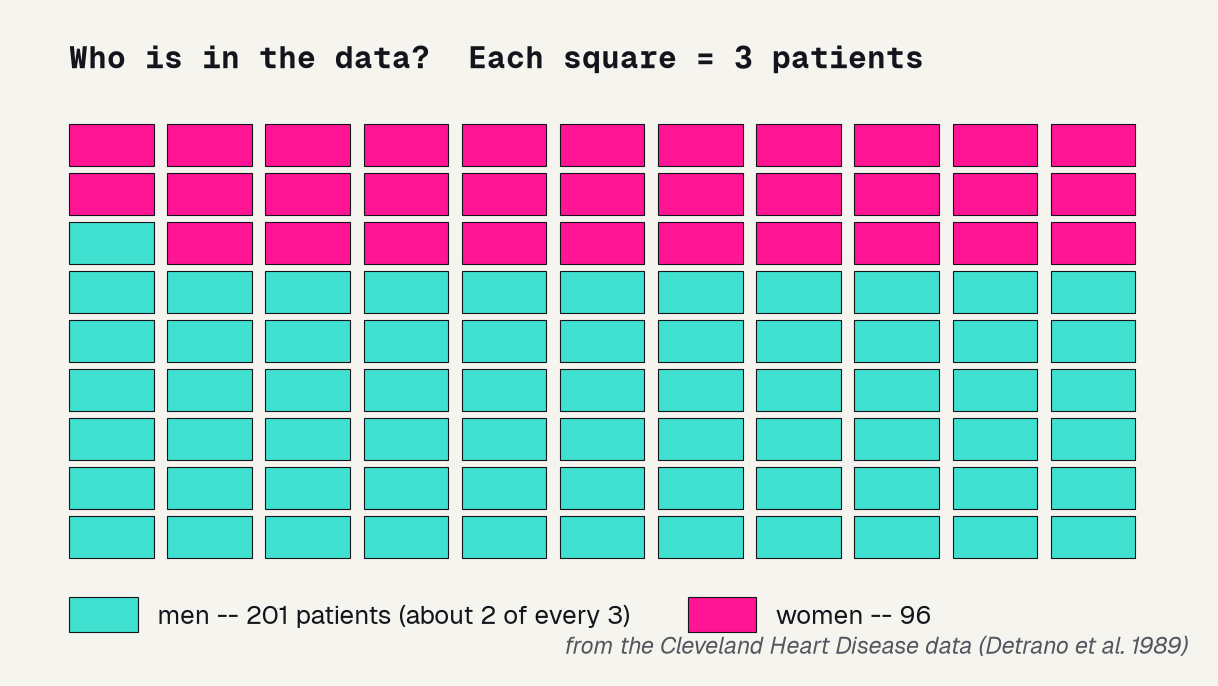 Who is in the data?  Each square = 3 patients
men -- 201 patients (about 2 of every 3)
women -- 96
from the Cleveland Heart Disease data (Detrano et al. 1989)